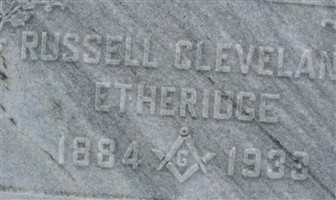 RUSSELL CLEVELAN
ETHERIDGE
1884 G 1933